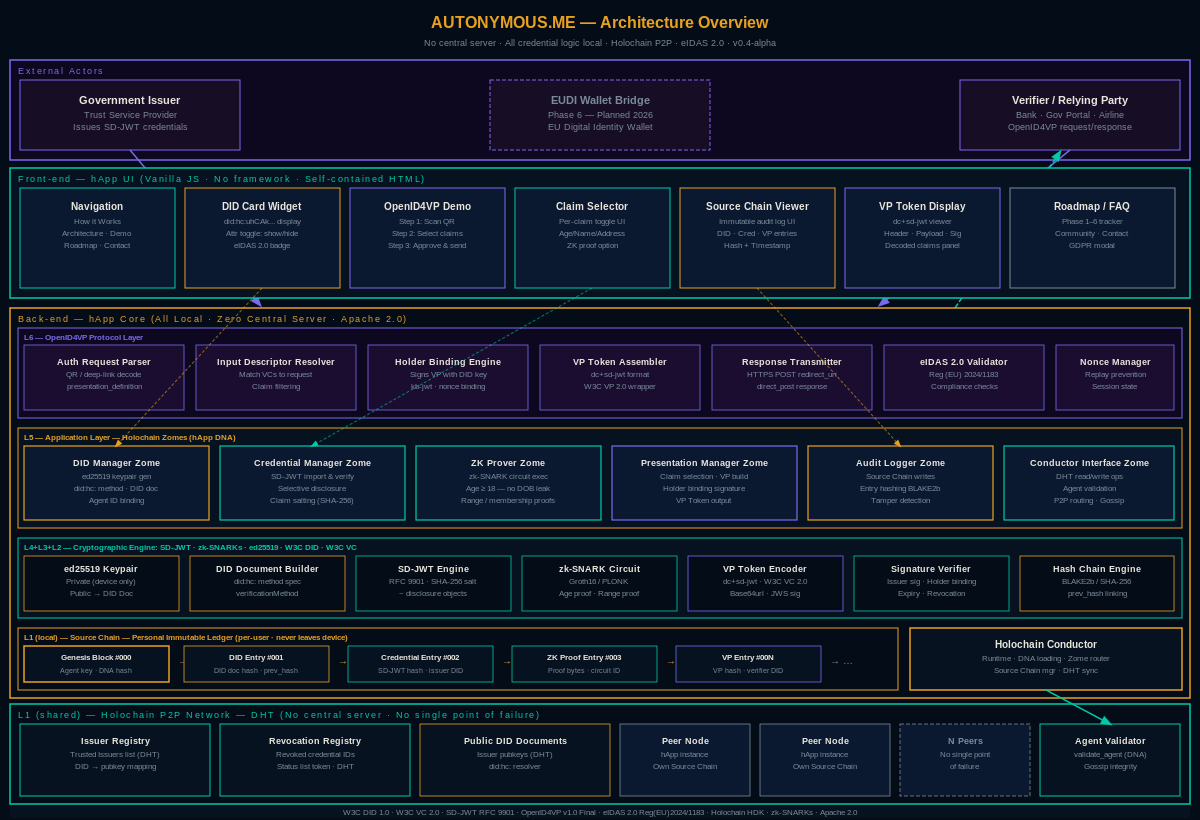 AUTONYMOUS.ME — Architecture Overview
No central server · All credential logic local · Holochain P2P · eIDAS 2.0 · v0.4-alpha
External Actors
Government Issuer
Trust Service Provider
Issues SD-JWT credentials
EUDI Wallet Bridge
Phase 6 — Planned 2026
EU Digital Identity Wallet
Verifier / Relying Party
Bank · Gov Portal · Airline
OpenID4VP request/response
Front-end — hApp UI (Vanilla JS · No framework · Self-contained HTML)
Navigation
How it Works
Architecture · Demo
Roadmap · Contact
DID Card Widget
did:hc:uhCAk... display
Attr toggle: show/hide
eIDAS 2.0 badge
OpenID4VP Demo
Step 1: Scan QR
Step 2: Select claims
Step 3: Approve & send
Claim Selector
Per-claim toggle UI
Age/Name/Address
ZK proof option
Source Chain Viewer
Immutable audit log UI
DID · Cred · VP entries
Hash + Timestamp
VP Token Display
dc+sd-jwt viewer
Header · Payload · Sig
Decoded claims panel
Roadmap / FAQ
Phase 1–6 tracker
Community · Contact
GDPR modal
Back-end — hApp Core (All Local · Zero Central Server · Apache 2.0)
L6 — OpenID4VP Protocol Layer
Auth Request Parser
QR / deep-link decode
presentation_definition
Input Descriptor Resolver
Match VCs to request
Claim filtering
Holder Binding Engine
Signs VP with DID key
kb-jwt · nonce binding
VP Token Assembler
dc+sd-jwt format
W3C VP 2.0 wrapper
Response Transmitter
HTTPS POST redirect_uri
direct_post response
eIDAS 2.0 Validator
Reg (EU) 2024/1183
Compliance checks
Nonce Manager
Replay prevention
Session state
L5 — Application Layer — Holochain Zomes (hApp DNA)
DID Manager Zome
ed25519 keypair gen
did:hc: method · DID doc
Agent ID binding
Credential Manager Zome
SD-JWT import & verify
Selective disclosure
Claim salting (SHA-256)
ZK Prover Zome
zk-SNARK circuit exec
Age ≥ 18 — no DOB leak
Range / membership proofs
Presentation Manager Zome
Claim selection · VP build
Holder binding signature
VP Token output
Audit Logger Zome
Source Chain writes
Entry hashing BLAKE2b
Tamper detection
Conductor Interface Zome
DHT read/write ops
Agent validation
P2P routing · Gossip
L4+L3+L2 — Cryptographic Engine: SD-JWT · zk-SNARKs · ed25519 · W3C DID · W3C VC
ed25519 Keypair
Private (device only)
Public → DID Doc
DID Document Builder
did:hc: method spec
verificationMethod
SD-JWT Engine
RFC 9901 · SHA-256 salt
~ disclosure objects
zk-SNARK Circuit
Groth16 / PLONK
Age proof · Range proof
VP Token Encoder
dc+sd-jwt · W3C VC 2.0
Base64url · JWS sig
Signature Verifier
Issuer sig · Holder binding
Expiry · Revocation
Hash Chain Engine
BLAKE2b / SHA-256
prev_hash linking
L1 (local) — Source Chain — Personal Immutable Ledger (per-user · never leaves device)
Genesis Block #000
Agent key · DNA hash
→
DID Entry #001
DID doc hash · prev_hash
→
Credential Entry #002
SD-JWT hash · issuer DID
→
ZK Proof Entry #003
Proof bytes · circuit ID
→
VP Entry #00N
VP hash · verifier DID
→ ...
Holochain Conductor
Runtime · DNA loading · Zome router
Source Chain mgr · DHT sync
L1 (shared) — Holochain P2P Network — DHT (No central server · No single point of failure)
Issuer Registry
Trusted Issuers list (DHT)
DID → pubkey mapping
Revocation Registry
Revoked credential IDs
Status list token · DHT
Public DID Documents
Issuer pubkeys (DHT)
did:hc: resolver
Peer Node
hApp instance
Own Source Chain
Peer Node
hApp instance
Own Source Chain
N Peers
No single point
of failure
Agent Validator
validate_agent (DNA)
Gossip integrity
W3C DID 1.0 · W3C VC 2.0 · SD-JWT RFC 9901 · OpenID4VP v1.0 Final · eIDAS 2.0 Reg(EU)2024/1183 · Holochain HDK · zk-SNARKs · Apache 2.0